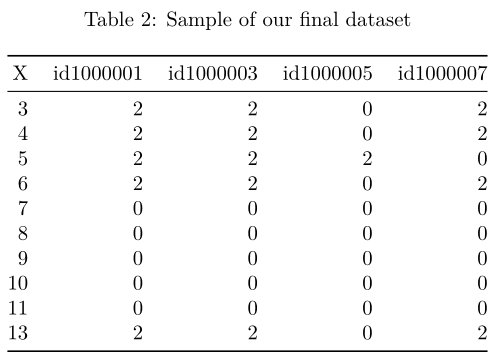 Table 2: Sample of our final dataset
X id1000001 id1000003 id1000005 id1000007
3 2 2 0 2
4 2 2 0 2
5 2 2 2 0
6 2 2 0 2
7 0 0 0 0
8 0 0 0 0
9 0 0 0 0
10 0 0 0 0
11 0 0 0 0
13 2 2 0 2